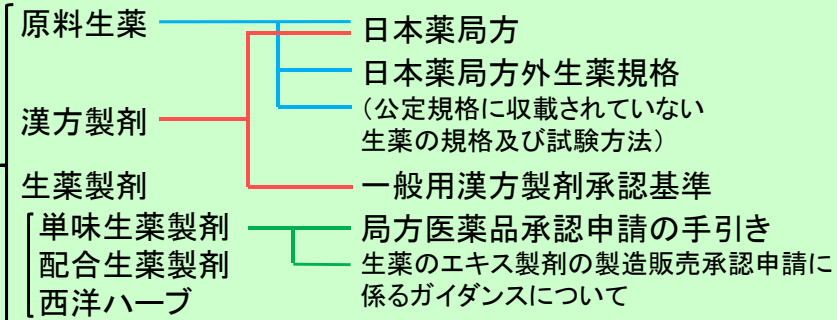 原料生薬
日本薬局方
日本薬局方外生薬規格
(公定規格に収載されていない
生薬の規格及び試験方法)
漢方製剤
生薬製剤
一般用漢方製剤承認基準
単味生薬製剤
局方医薬品承認申請の手引き
配合生薬製剤
生薬のエキス製剤の製造販売承認申請に
係るガイダンスについて
西洋ハーブ